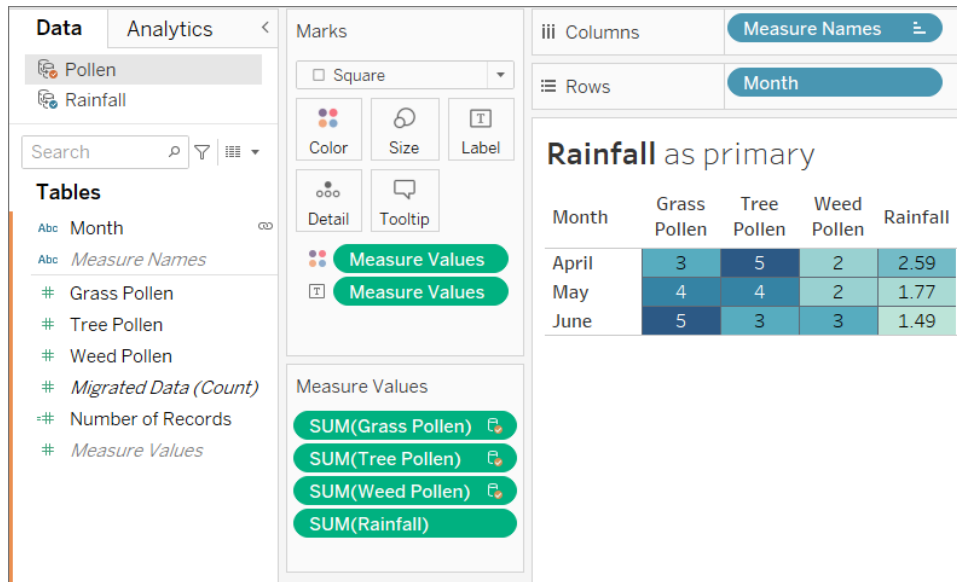 Data
Analytics
<
Pollen
Rainfall
Search
Tables
Abc Month
Abc Measure Names
# Grass Pollen
# Tree Pollen
# Weed Pollen
# Migrated Data (Count)
=# Number of Records
# Measure Values
Marks
Square
Color Size Label
T
Detail Tooltip
Measure Values
T Measure Values
Measure Values
SUM(Grass Pollen)
SUM(Tree Pollen)
SUM(Weed Pollen)
SUM(Rainfall)
iii Columns Measure Names
Rows Month
Rainfall as primary
Month Grass Pollen Tree Pollen Weed Pollen Rainfall
April 3 5 2 2.59
May 4 4 2 1.77
June 5 3 3 1.49